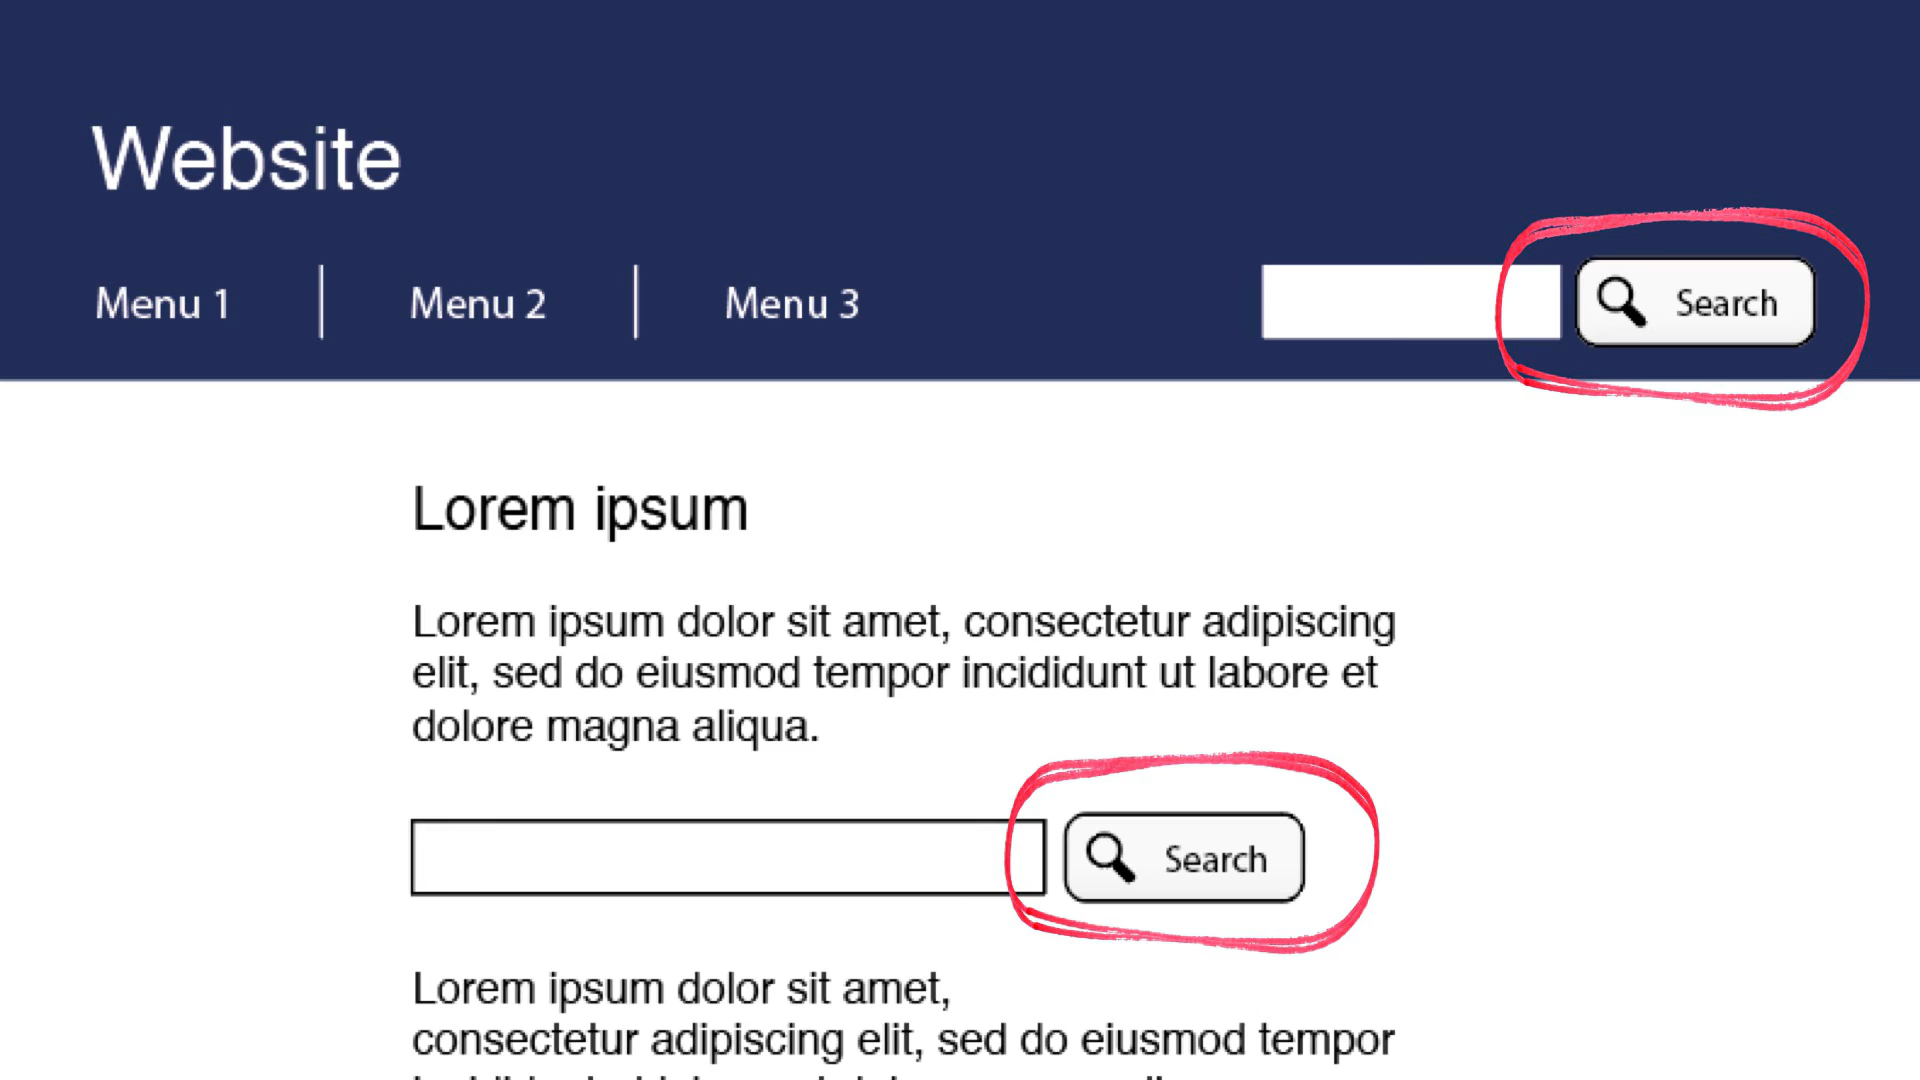 Website
Menu 1
Menu 2
Menu 3
Search
Lorem ipsum
Lorem ipsum dolor sit amet, consectetur adipiscing
elit, sed do eiusmod tempor incididunt ut labore et
dolore magna aliqua.
Search
Lorem ipsum dolor sit amet,
consectetur adipiscing elit, sed do eiusmod tempor